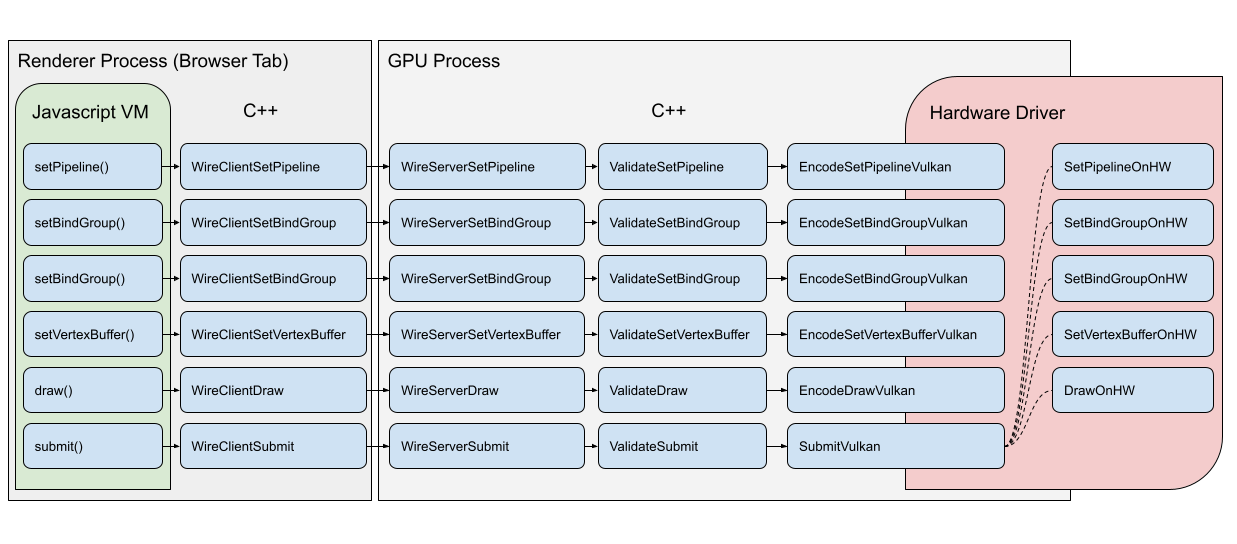 Renderer Process (Browser Tab)
GPU Process
Javascript VM
C++
C++
Hardware Driver
setPipeline()
WireClientSetPipeline
WireServerSetPipeline
ValidateSetPipeline
EncodeSetPipelineVulkan
SetPipelineOnHW
setBindGroup()
WireClientSetBindGroup
WireServerSetBindGroup
ValidateSetBindGroup
EncodeSetBindGroupVulkan
SetBindGroupOnHW
setBindGroup()
WireClientSetBindGroup
WireServerSetBindGroup
ValidateSetBindGroup
EncodeSetBindGroupVulkan
SetBindGroupOnHW
setVertexBuffer()
WireClientSetVertexBuffer
WireServerSetVertexBuffer
ValidateSetVertexBuffer
EncodeSetVertexBufferVulkan
SetVertexBufferOnHW
draw()
WireClientDraw
WireServerDraw
ValidateDraw
EncodeDrawVulkan
DrawOnHW
submit()
WireClientSubmit
WireServerSubmit
ValidateSubmit
SubmitVulkan